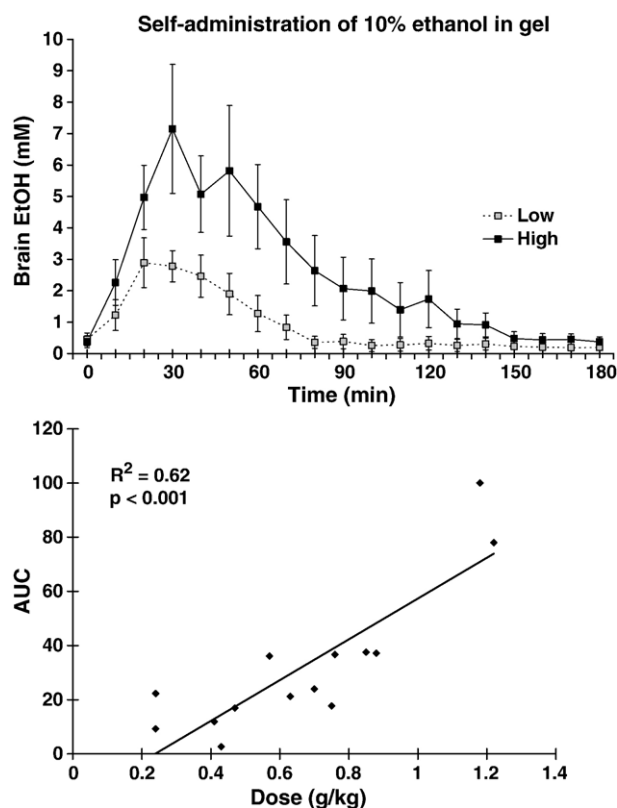 Self-administration of 10% ethanol in gel
10
9
8
7
6
5
4
3
2
1
0
Brain EtOH (mM)
Low
High
0 30 60 90 120 150 180
Time (min)
120
100
80
60
40
20
0
AUC
R² = 0.62
p < 0.001
0 0.2 0.4 0.6 0.8 1 1.2 1.4
Dose (g/kg)